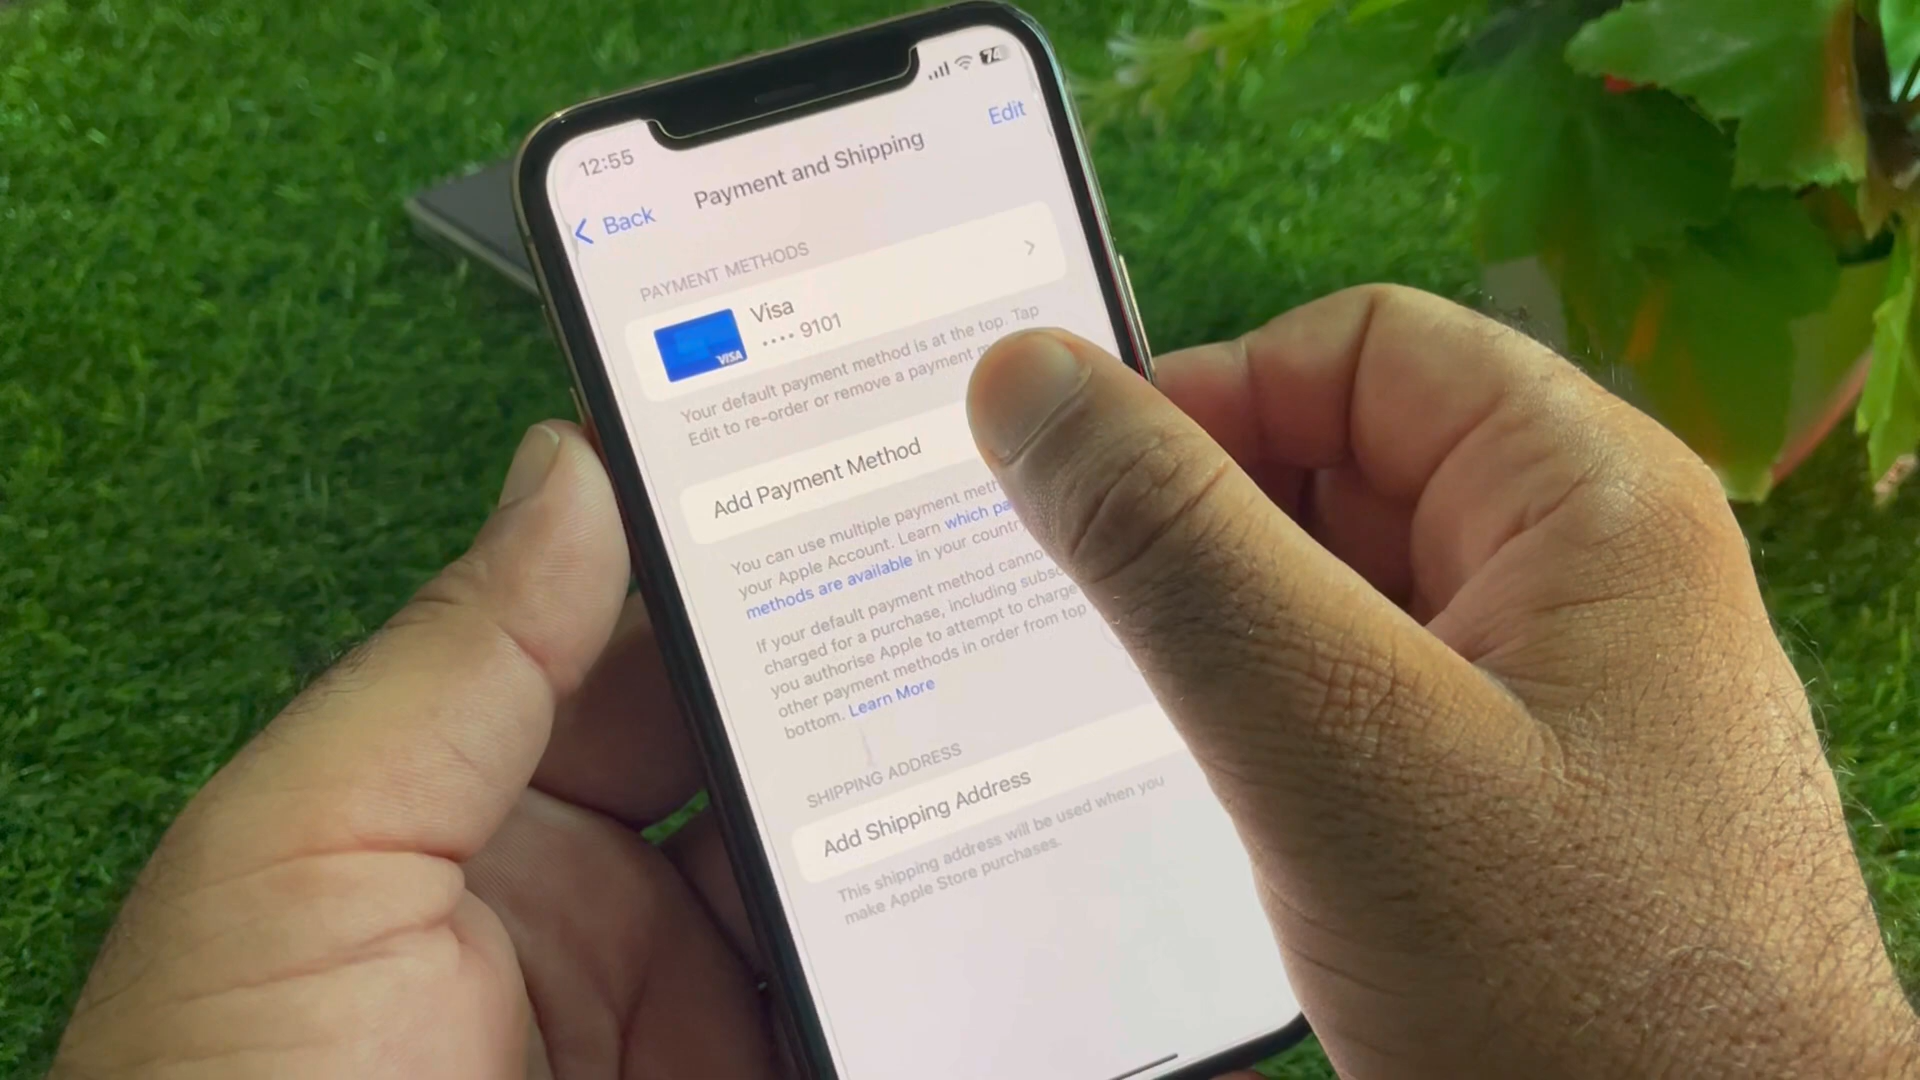 74
12:55
Edit
Payment and Shipping
Back
PAYMENT METHODS
Visa
VISA
•••• 9101
Your default payment method is at the top. Tap
Edit to re-order or remove a payment
Add Payment Method
You can use multiple payment
your Apple Account. Learn which
methods are available in your
If your default payment method
charged for a purchase, including
you authorise Apple to attempt to charge
other payment methods in order from top
bottom. Learn More
SHIPPING ADDRESS
Add Shipping Address
This shipping address will be used when you
make Apple Store purchases.